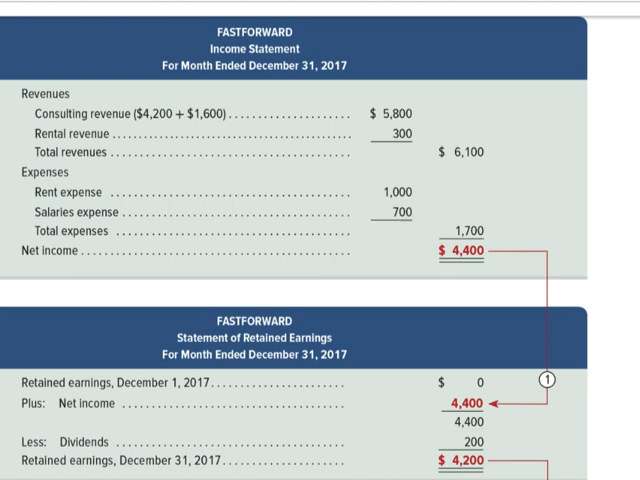 FASTFORWARD
Income Statement
For Month Ended December 31, 2017
Revenues
Consulting revenue ($4,200 + $1,600) . . . . . . . . . . . . . . . . . . . . . $ 5,800
Rental revenue . . . . . . . . . . . . . . . . . . . . . . . . . . . . . . . . . . . . . . . . . 300
Total revenues . . . . . . . . . . . . . . . . . . . . . . . . . . . . . . . . . . . . . . . . . $ 6,100
Expenses
Rent expense . . . . . . . . . . . . . . . . . . . . . . . . . . . . . . . . . . . . . . . . . 1,000
Salaries expense . . . . . . . . . . . . . . . . . . . . . . . . . . . . . . . . . . . . . . . 700
Total expenses . . . . . . . . . . . . . . . . . . . . . . . . . . . . . . . . . . . . . . . . 1,700
Net income . . . . . . . . . . . . . . . . . . . . . . . . . . . . . . . . . . . . . . . . . . . . . . $ 4,400
FASTFORWARD
Statement of Retained Earnings
For Month Ended December 31, 2017
Retained earnings, December 1, 2017. . . . . . . . . . . . . . . . . . . . . . . $ 0 1
Plus: Net income . . . . . . . . . . . . . . . . . . . . . . . . . . . . . . . . . . . . . . 4,400
4,400
Less: Dividends . . . . . . . . . . . . . . . . . . . . . . . . . . . . . . . . . . . . . . . 200
Retained earnings, December 31, 2017. . . . . . . . . . . . . . . . . . . . . $ 4,200